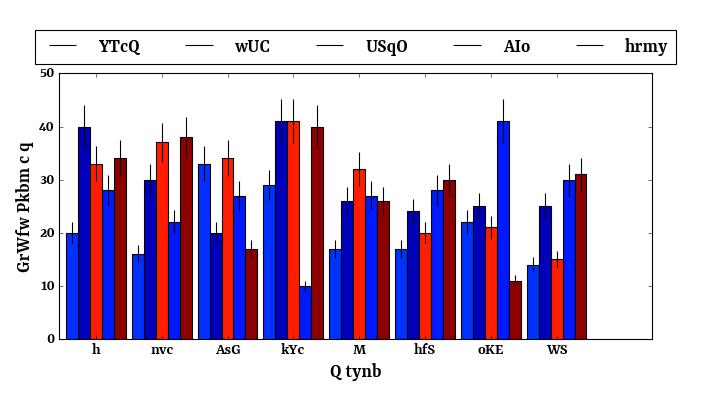 YTcQ wUC USqO AIo hrmy
50
40
30
20
10
0
GrWfw Pkbm c q
h nvc AsG kYc M hfS oKE WS
Q tynb